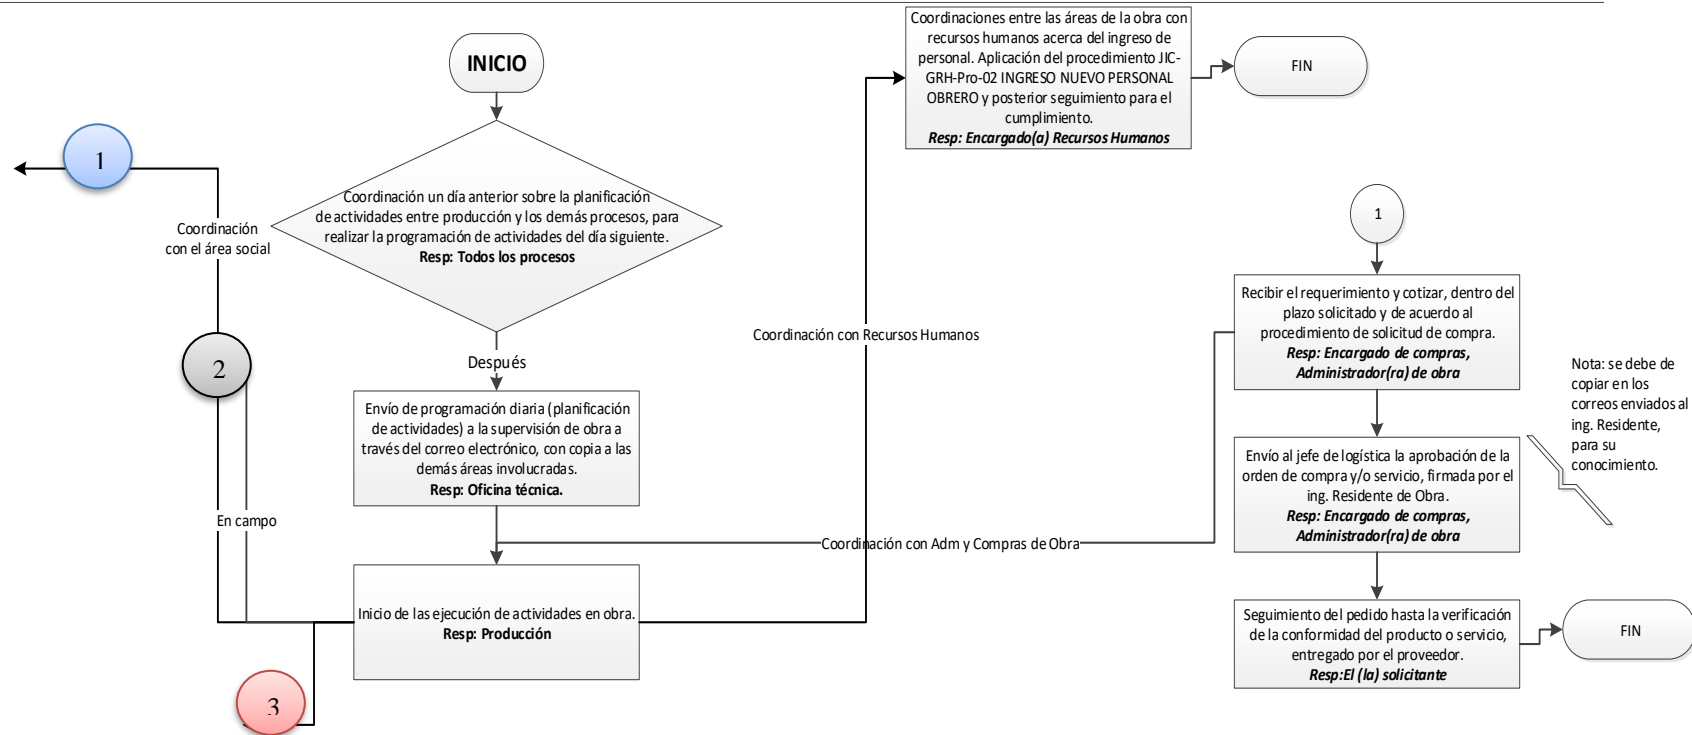 INICIO
Coordinación un día anterior sobre la planificación
de actividades entre producción y los demás procesos, para
realizar la programación de actividades del día siguiente.
Resp: Todos los procesos
Después
Envío de programación diaria (planificación
de actividades) a la supervisión de obra a
través del correo electrónico, con copia a las
demás áreas involucradas.
Resp: Oficina técnica.
Inicio de las ejecución de actividades en obra.
Resp: Producción
1
Coordinación
con el área social
2
En campo
3
Coordinación con Recursos Humanos
Coordinaciones entre las áreas de la obra con
recursos humanos acerca del ingreso de
personal. Aplicación del procedimiento JIC-
GRH-Pro-02 INGRESO NUEVO PERSONAL
OBRERO y posterior seguimiento para el
cumplimiento.
Resp: Encargado(a) Recursos Humanos
FIN
Coordinación con Adm y Compras de Obra
1
Recibir el requerimiento y cotizar, dentro del
plazo solicitado y de acuerdo al
procedimiento de solicitud de compra.
Resp: Encargado de compras,
Administrador(ra) de obra
Envío al jefe de logística la aprobación de la
orden de compra y/o servicio, firmada por el
ing. Residente de Obra.
Resp: Encargado de compras,
Administrador(ra) de obra
Nota: se debe de
copiar en los
correos enviados al
ing. Residente,
para su
conocimiento.
Seguimiento del pedido hasta la verificación
de la conformidad del producto o servicio,
entregado por el proveedor.
Resp:El (la) solicitante
FIN